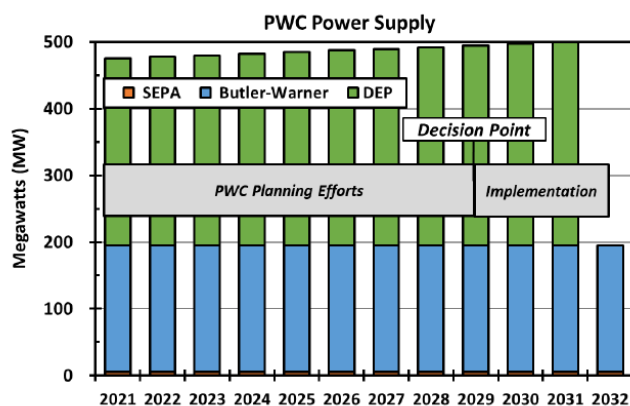 PWC Power Supply
500
400
300
200
100
0
Megawatts (MW)
SEPA Butler-Warner DEP
Decision Point
PWC Planning Efforts Implementation
2021 2022 2023 2024 2025 2026 2027 2028 2029 2030 2031 2032